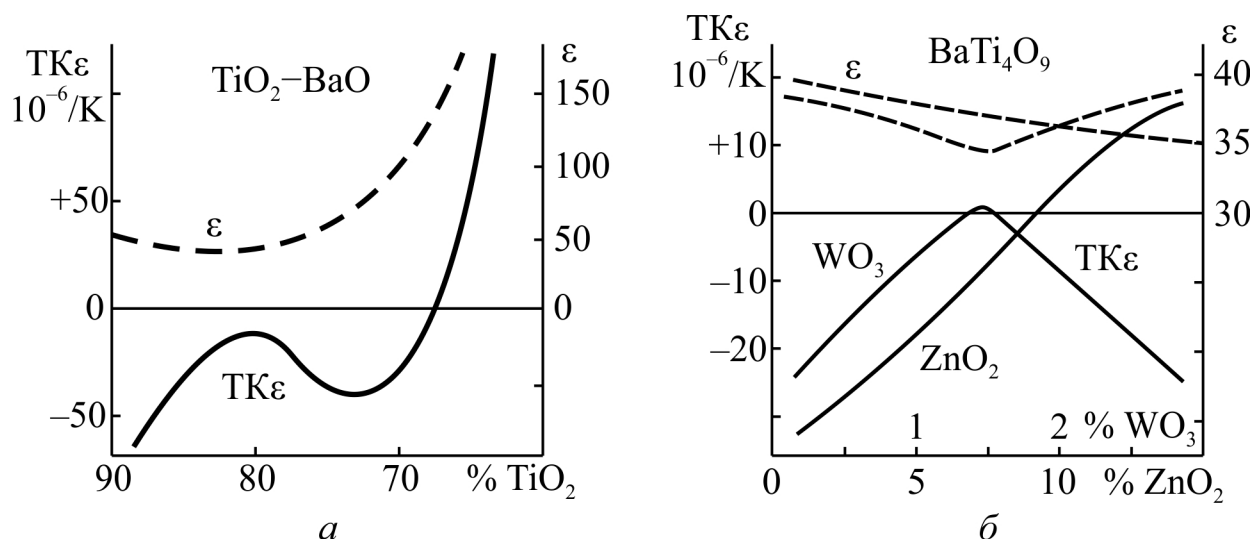 ТКε
10⁻⁶/К
TiO₂–BaO
ε
150
100
+50
ε
50
0
0
ТКε
–50
90
80
70
% TiO₂
а
ТКε
10⁻⁶/К
BaTi₄O₉
ε
ε
40
+10
35
0
30
WO₃
ТКε
–10
–20
ZnO₂
1
2 % WO₃
0
5
10
% ZnO₂
б